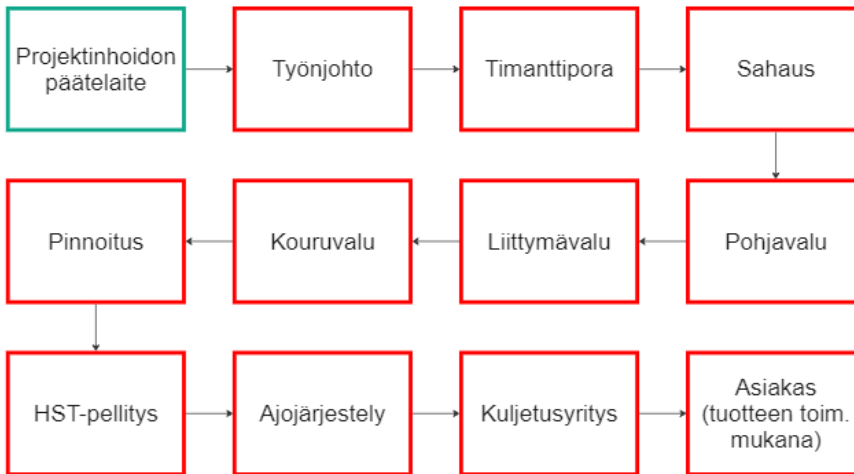 Projektinhoidon
päätelaite
Työnjohto
Timanttipora
Sahaus
Pinnoitus
Kouruvalu
Liittymävalu
Pohjavalu
HST-pellitys
Ajojärjestely
Kuljetusyritys
Asiakas
(tuotteen toim.
mukana)